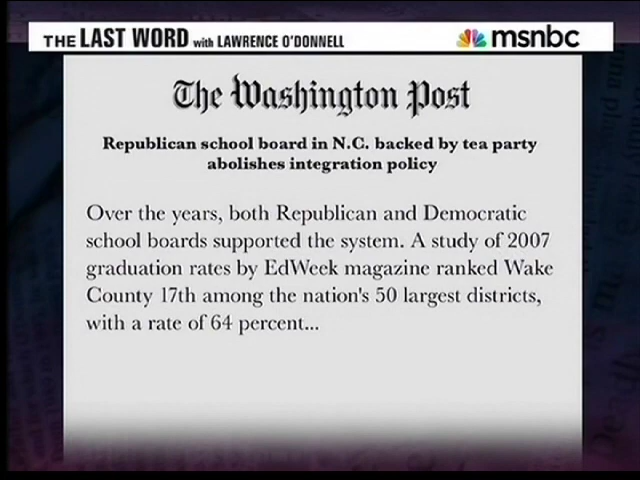 THE LAST WORD with LAWRENCE O'DONNELL msnbc
The Washington Post
Republican school board in N.C. backed by tea party
abolishes integration policy
Over the years, both Republican and Democratic
school boards supported the system. A study of 2007
graduation rates by EdWeek magazine ranked Wake
County 17th among the nation's 50 largest districts,
with a rate of 64 percent...